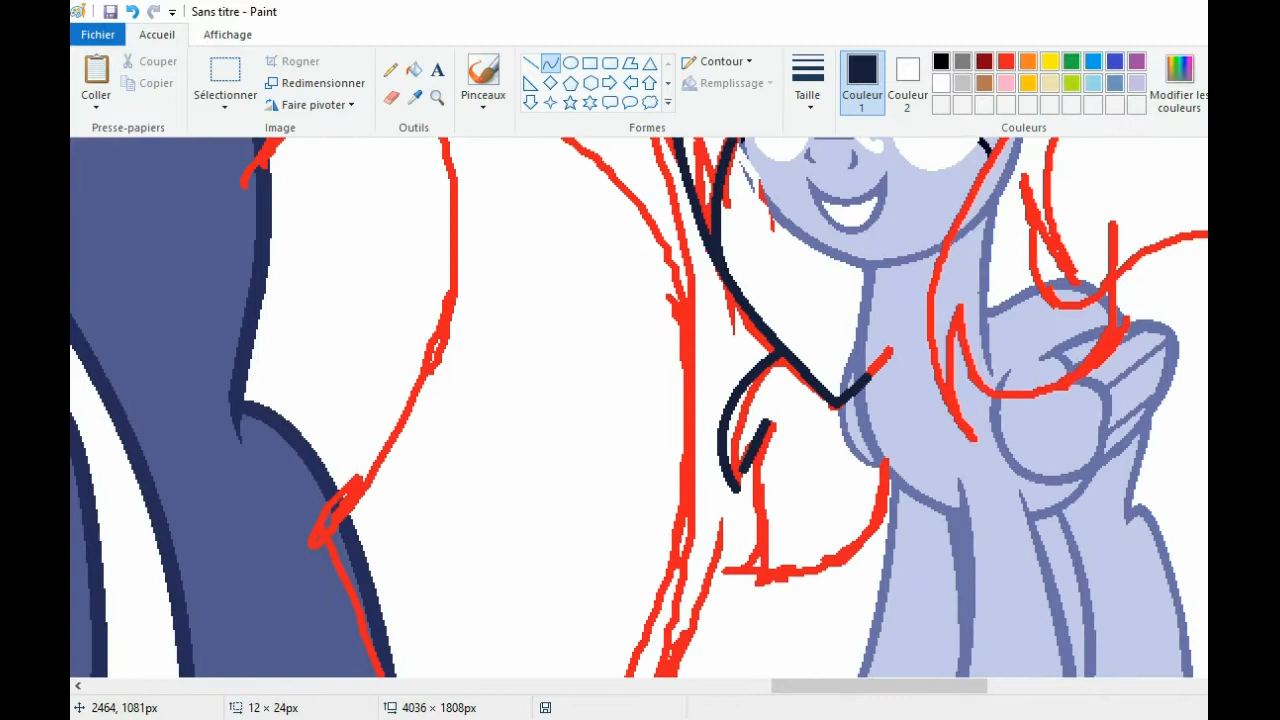 Sans titre - Paint
Fichier Accueil Affichage
Coller
Couper
Copier
Presse-papiers
Sélectionner
Rogner
Redimensionner
Faire pivoter
Image
A
Outils
Pinceaux
Contour
Remplissage
Formes
Taille
Couleur 1
Couleur 2
Modifier les couleurs
Couleurs
2464, 1081px 12 × 24px 4036 × 1808px